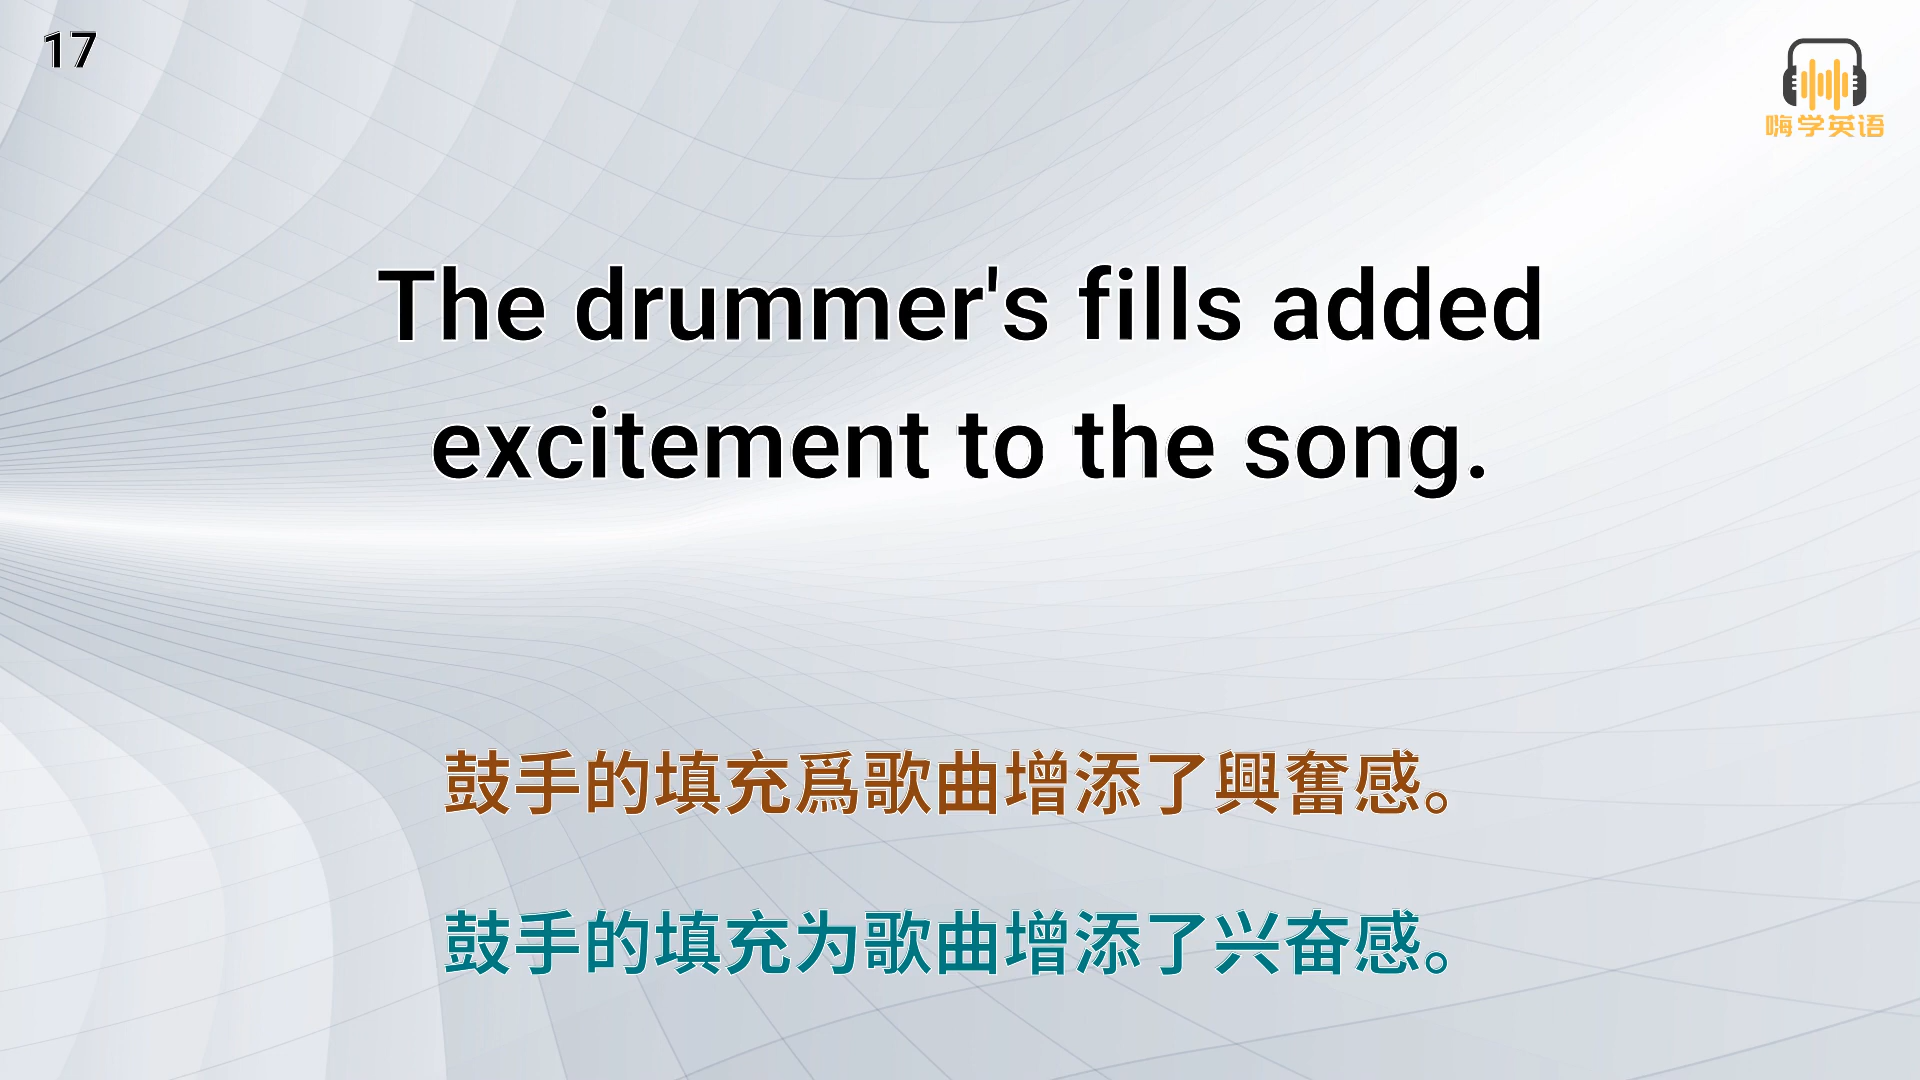 17
嗨学英语
The drummer's fills added
excitement to the song.
鼓手的填充爲歌曲增添了興奮感。
鼓手的填充为歌曲增添了兴奋感。